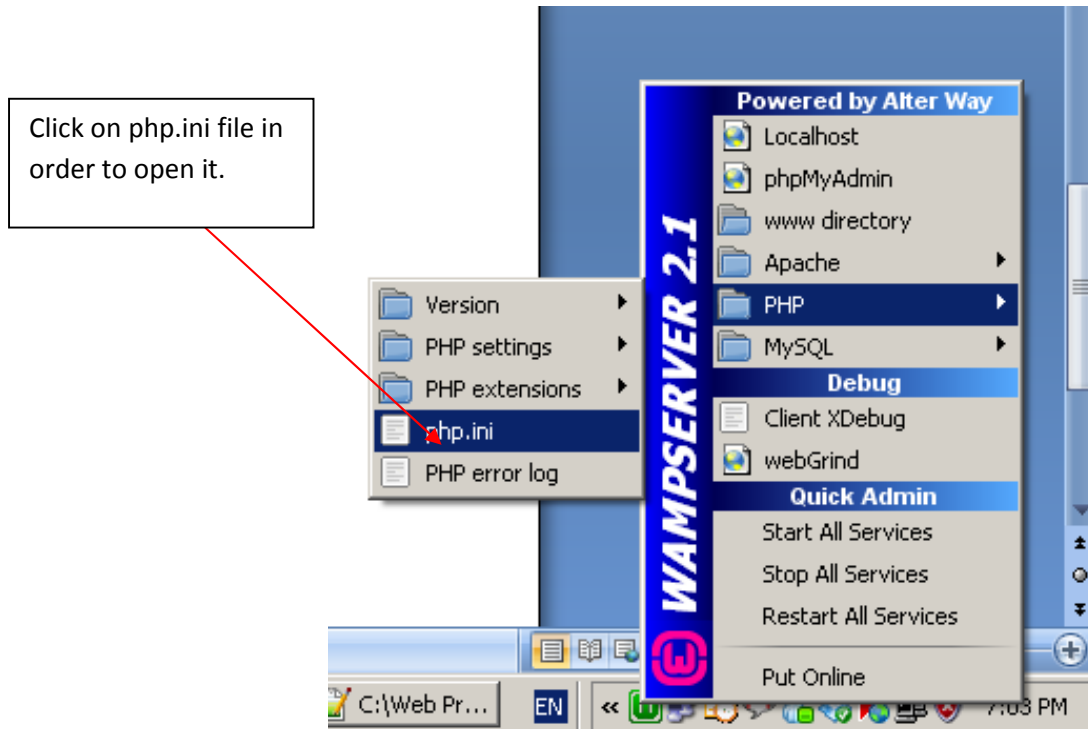 Click on php.ini file in
order to open it.
Version
PHP settings
PHP extensions
php.ini
PHP error log
WAMPSERVER 2.1
Powered by Alter Way
Localhost
phpMyAdmin
www directory
Apache
PHP
MySQL
Debug
Client XDebug
webGrind
Quick Admin
Start All Services
Stop All Services
Restart All Services
Put Online
C:\Web Pr...
EN
«
7:03 PM